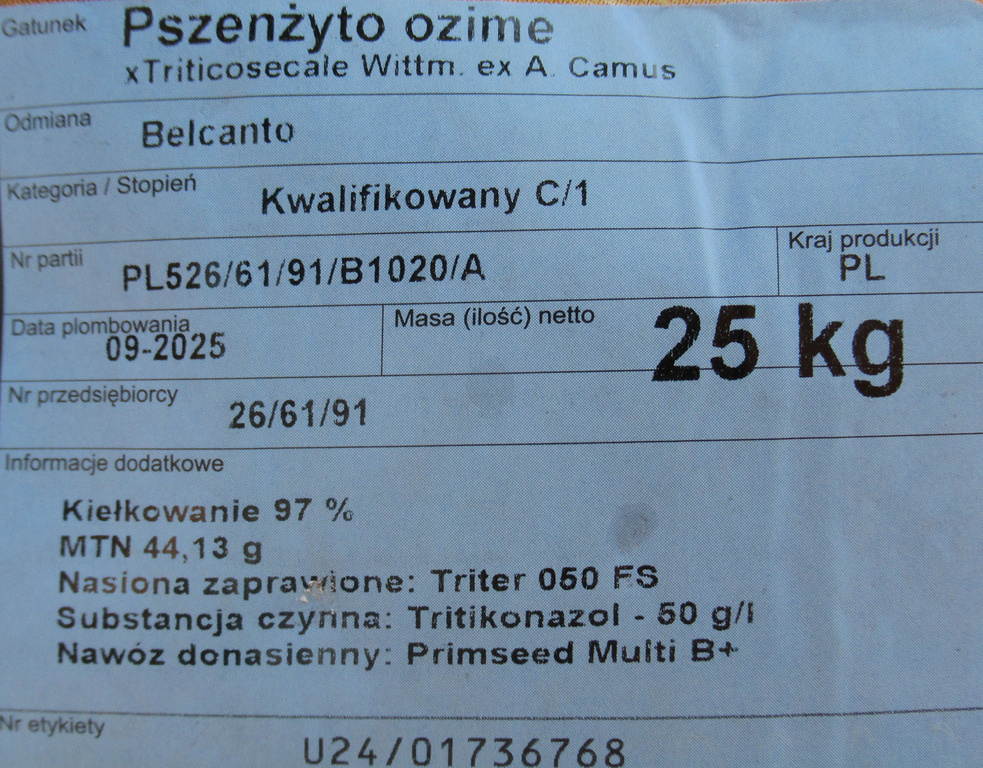 Gatunek Pszenżyto ozime
xTriticosecale Wittm. ex A. Camus
Odmiana Belcanto
Kategoria / Stopień Kwalifikowany C/1
Nr partii PL526/61/91/B1020/A Kraj produkcji PL
Data plombowania 09-2025 Masa (ilość) netto 25 kg
Nr przedsiębiorcy 26/61/91
Informacje dodatkowe
Kiełkowanie 97 %
MTN 44,13 g
Nasiona zaprawione: Triter 050 FS
Substancja czynna: Tritikonazol - 50 g/l
Nawóz donasienny: Primseed Multi B+
Nr etykiety U24/01736768